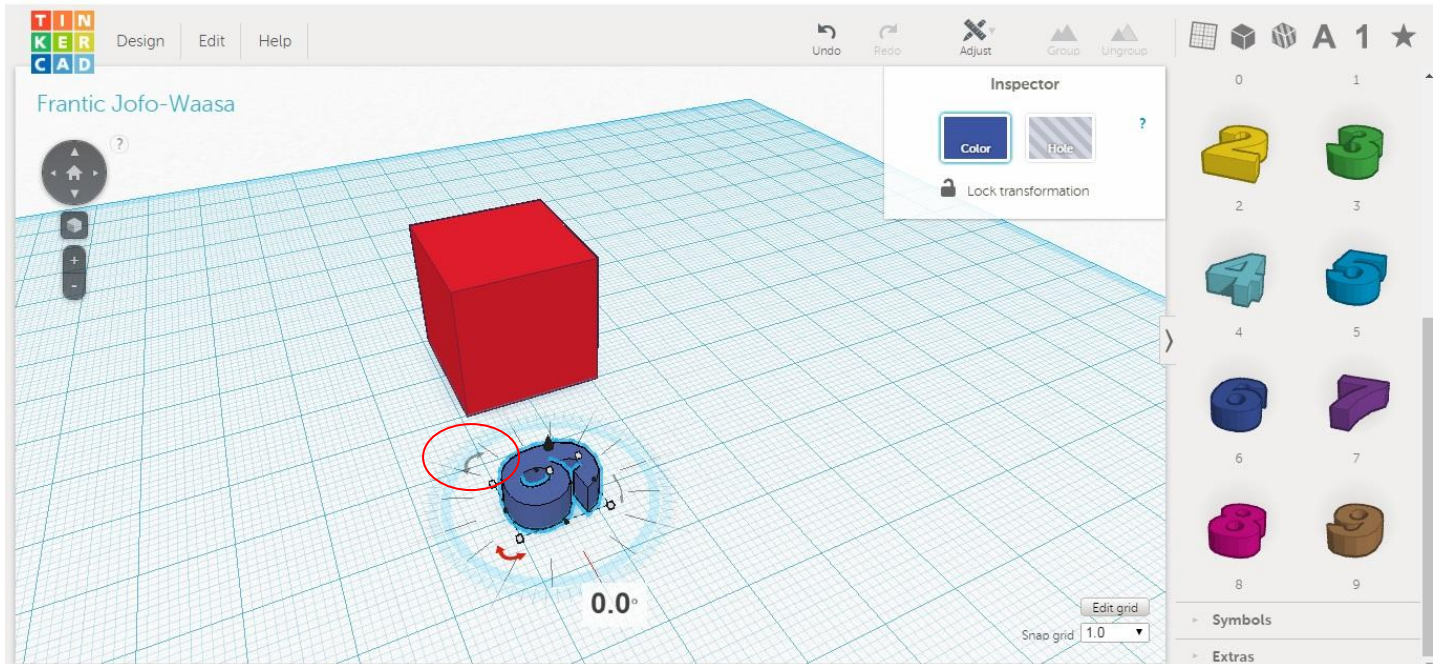 TIN
KER
CAD
Design Edit Help
Undo Redo Adjust Group Ungroup
A 1
Frantic Jofo-Waasa
?
Inspector
Color Hole
?
Lock transformation
+
-
0 1
2 3
4 5
6 7
8 9
0.0°
Edit grid
Snap grid 1.0
Symbols
Extras